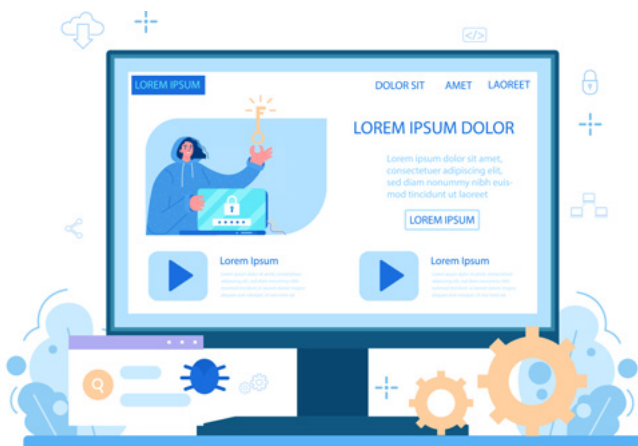 LOREM IPSUM
DOLOR SIT AMET LAOREET
LOREM IPSUM DOLOR
Lorem ipsum dolor sit amet,
consectetuer adipiscing elit,
sed diam nonummy nibh euis-
mod tincidunt ut laoreet
LOREM IPSUM
Lorem Ipsum
Lorem Ipsum